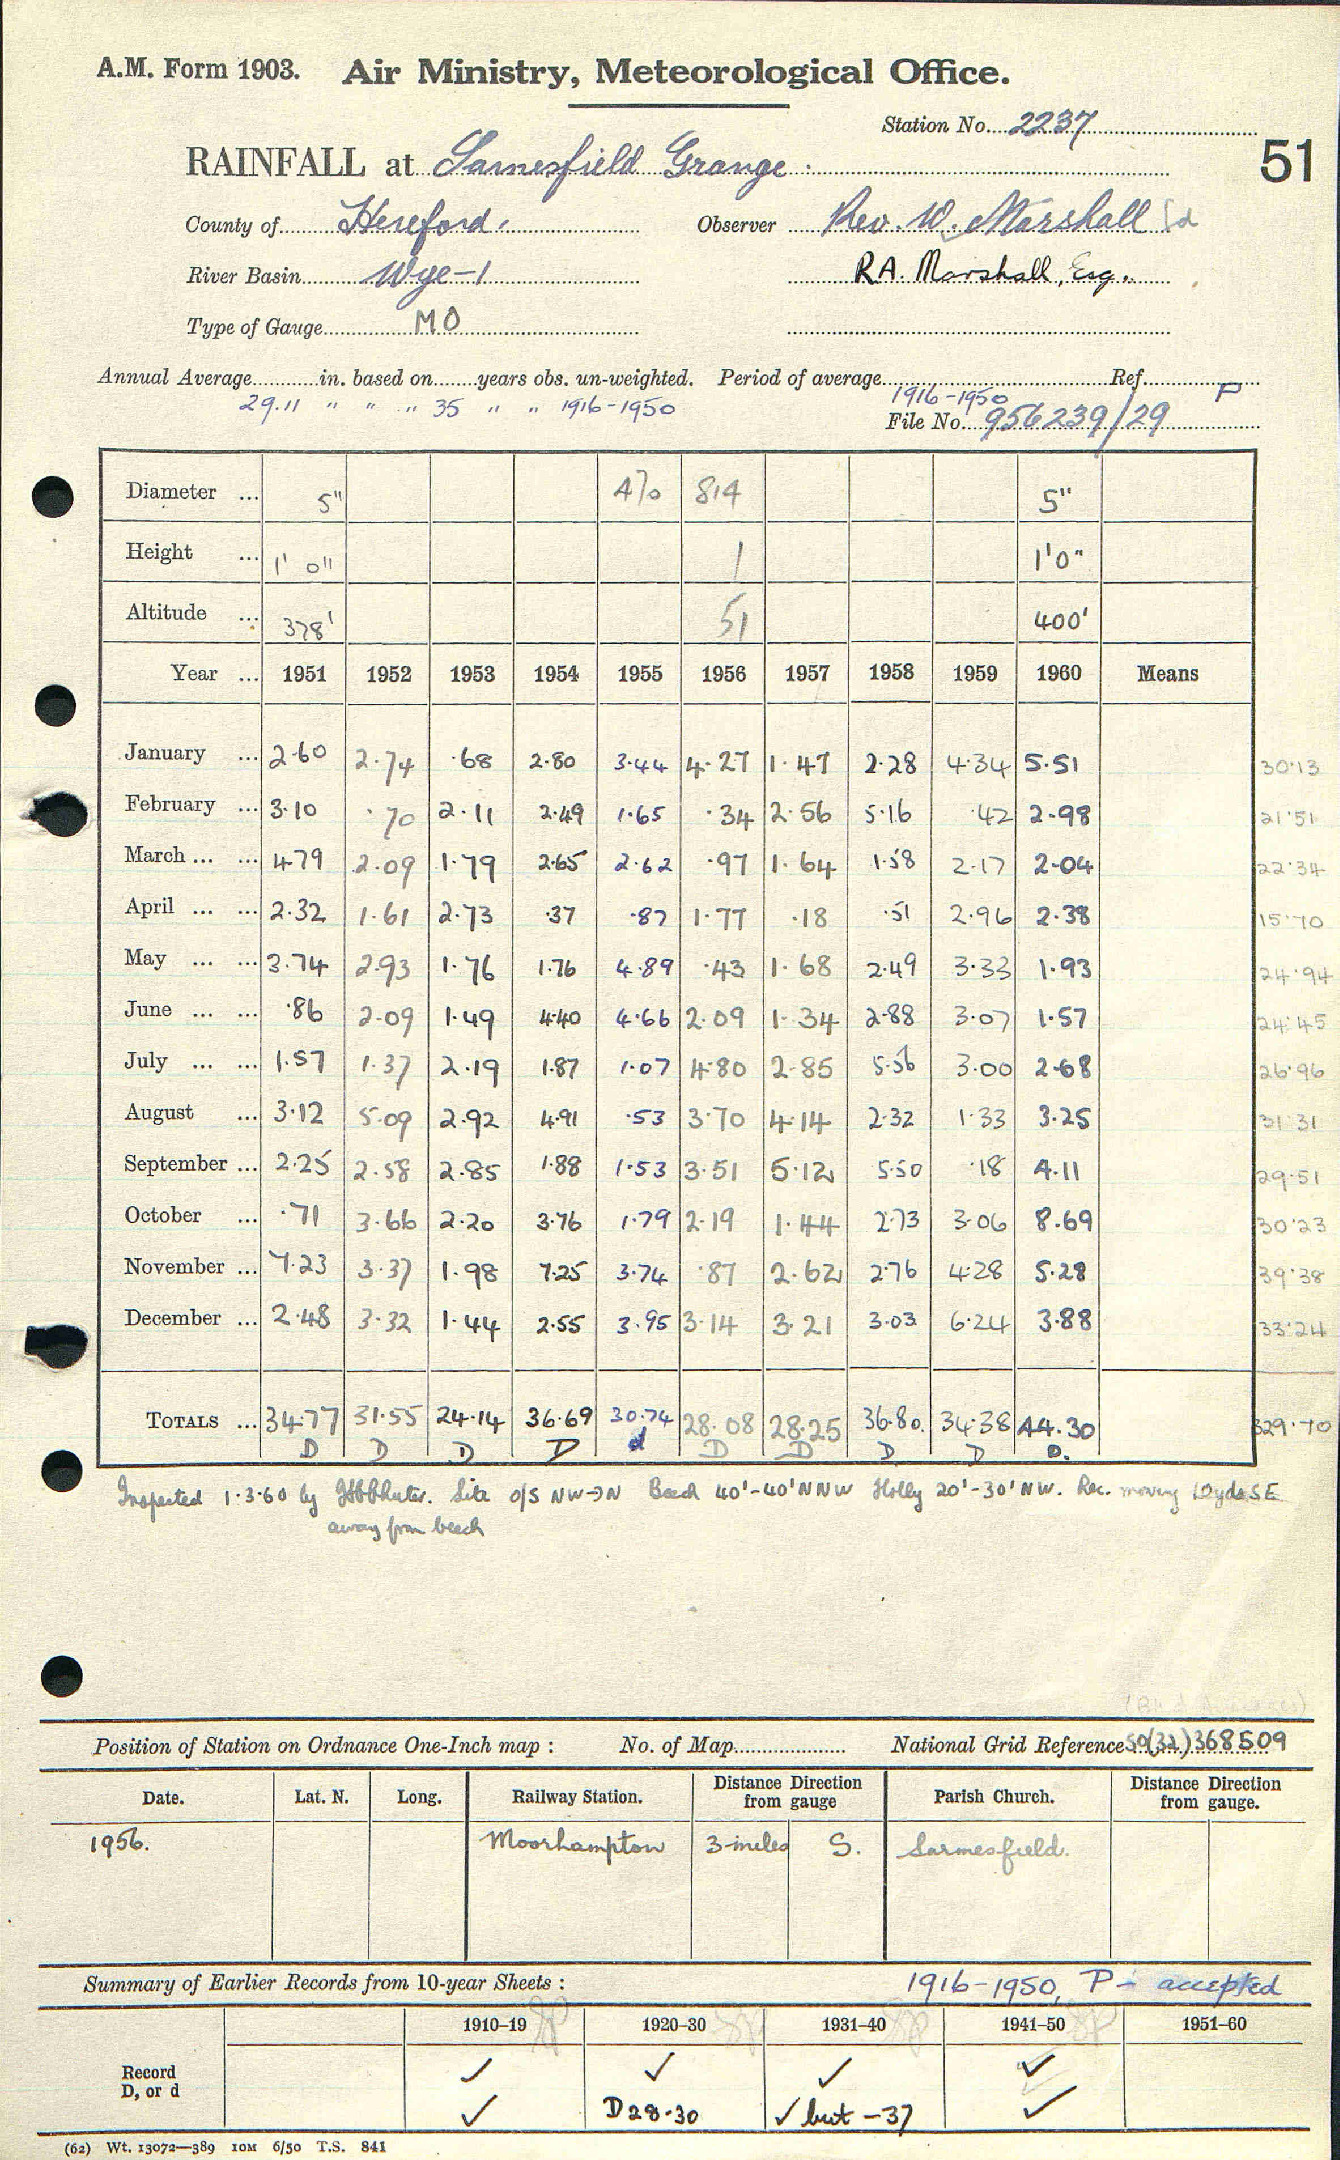 A.M. Form 1903. Air Ministry, Meteorological Office.
Station No. 2237
RAINFALL at Sarnesfield Grange. 51
County of Hereford. Observer Rev. W. Marshall
River Basin Wye-1 R.A. Marshall, Esq.
Type of Gauge MO
Annual Average in. based on years obs. un-weighted. Period of average 1916-1950 Ref. P
29.11 " " " 35 " " 1916-1950
File No. 956239/29
Diameter ... 5" 4/0 814 5"
Height ... 1' 0" 1 1'0"
Altitude ... 378' 51 400'
Year ... 1951 1952 1953 1954 1955 1956 1957 1958 1959 1960 Means
January ... 2.60 2.74 .68 2.80 3.44 4.27 1.47 2.28 4.34 5.51 30.13
February ... 3.10 .70 2.11 2.49 1.65 .34 2.56 5.16 .42 2.98 21.51
March ... ... 4.79 2.09 1.79 2.65 2.62 .97 1.64 1.58 2.17 2.04 22.34
April ... ... 2.32 1.61 2.73 .37 .87 1.77 .18 .51 2.96 2.38 15.70
May ... ... 3.74 2.93 1.76 1.76 4.89 .43 1.68 2.49 3.33 1.93 24.94
June ... ... .86 2.09 1.49 4.40 4.66 2.09 1.34 2.88 3.07 1.57 24.45
July ... ... 1.57 1.37 2.19 1.87 1.07 4.80 2.85 5.56 3.00 2.68 26.96
August ... 3.12 5.09 2.92 4.91 .53 3.70 4.14 2.32 1.33 3.25 31.31
September ... 2.25 2.58 2.85 1.88 1.53 3.51 5.12 5.50 .18 4.11 29.51
October ... .71 3.66 2.20 3.76 1.79 2.19 1.44 2.73 3.06 8.69 30.23
November ... 7.23 3.37 1.98 7.25 3.74 .87 2.62 2.76 4.28 5.28 39.38
December ... 2.48 3.32 1.44 2.55 3.95 3.14 3.21 3.03 6.24 3.88 33.24
TOTALS ... 34.77 31.55 24.14 36.69 30.74 28.08 28.25 36.80 34.38 44.30 329.70
D D D D d D D D D D.
Inspected 1.3.60 by Site O/S NW→N Beech 40'-40' NNW Holly 20'-30' NW. Rec. moving 12yds SE
away from beech
Position of Station on Ordnance One-Inch map : No. of Map National Grid Reference SO(32)368509
Date. Lat. N. Long. Railway Station. Distance Direction from gauge Parish Church. Distance Direction from gauge.
1956. Moorhampton 3-miles S. Sarnesfield.
Summary of Earlier Records from 10-year Sheets : 1916-1950, P - accepted
1910-19 1920-30 1931-40 1941-50 1951-60
Record ✓ ✓ ✓ ✓
D, or d ✓ D 28-30 ✓ but -37 ✓
(62) Wt. 13072—389 10M 6/50 T.S. 841